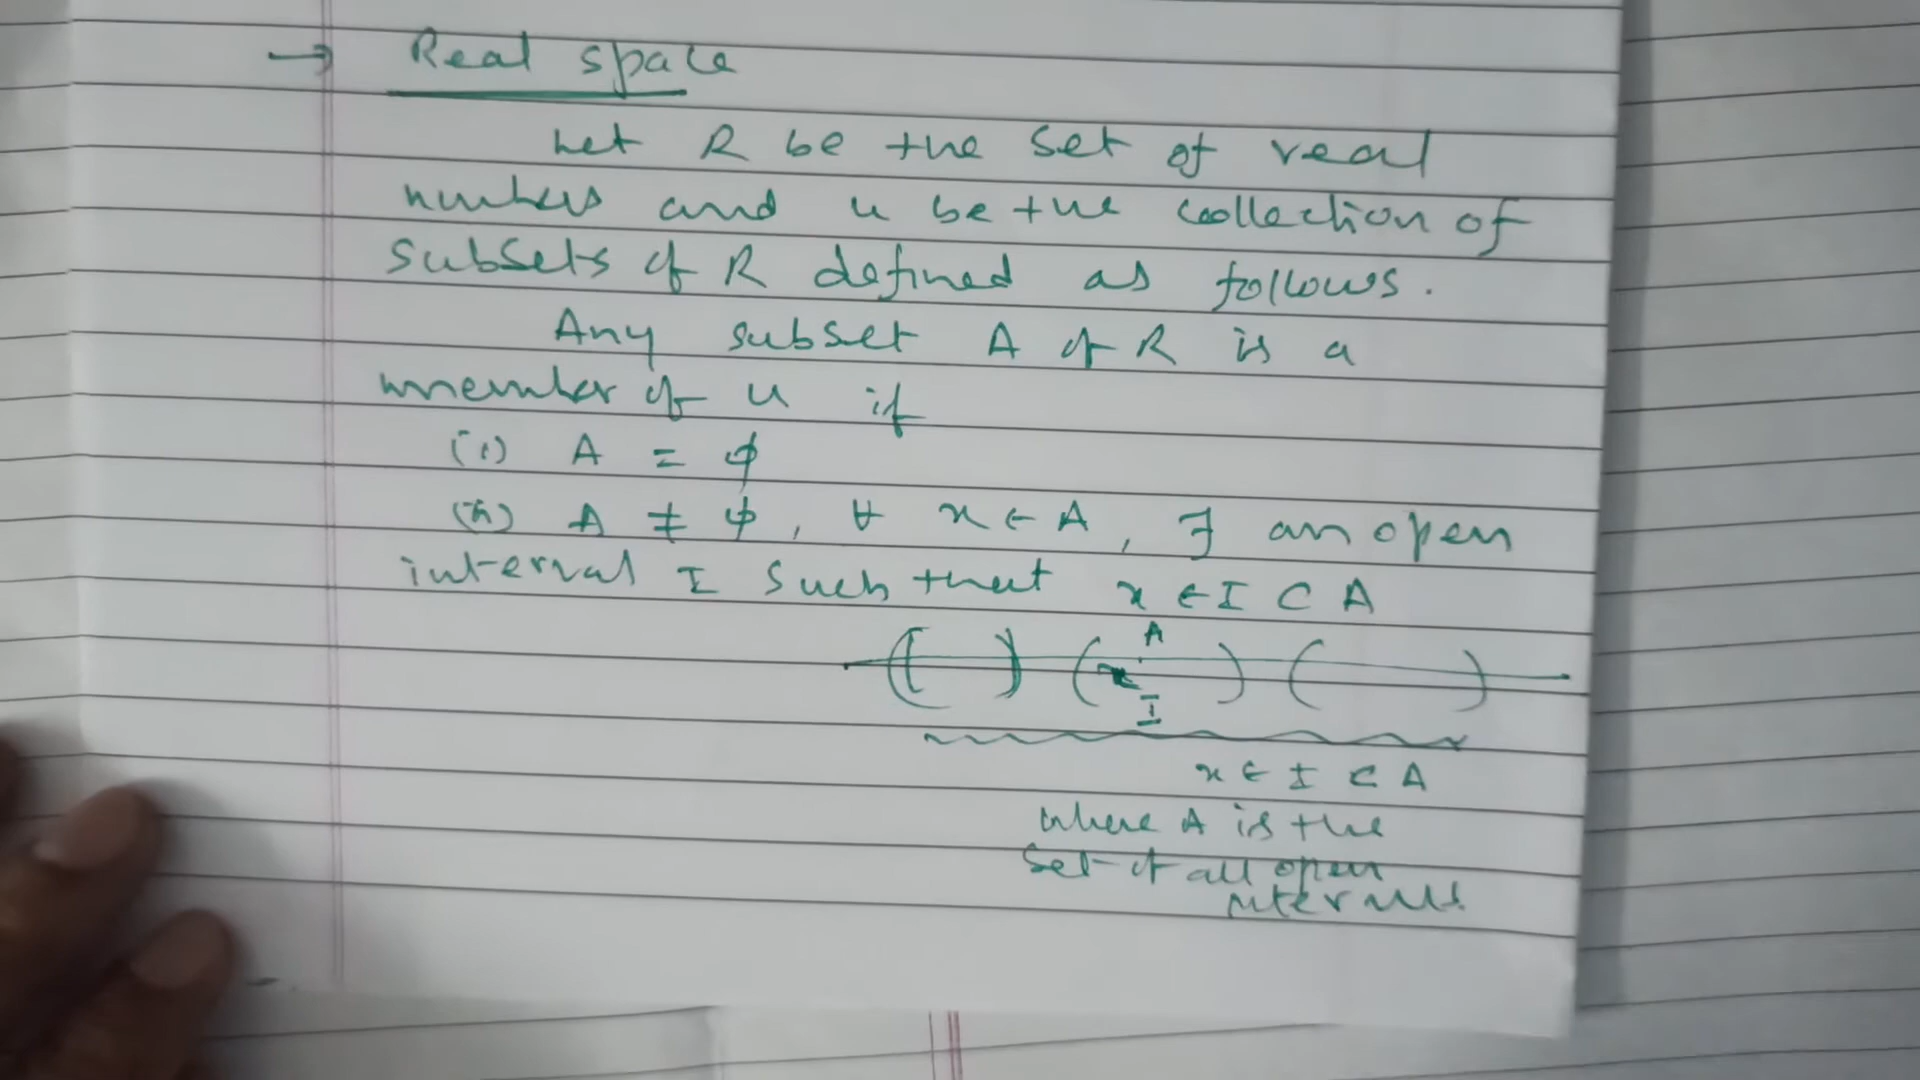 → Real space
Let R be the set of real
numbers and u be the collection of
subsets of R defined as follows.
Any subset A of R is a
member of u if
(i) A = ϕ
(ii) A ≠ ϕ, ∀ x ∈ A, ∃ an open
interval I such that x ∈ I ⊂ A
A
( [ ) ( x ) ( )
I
x ∈ I ⊂ A
where A is the
set of all open
intervals.